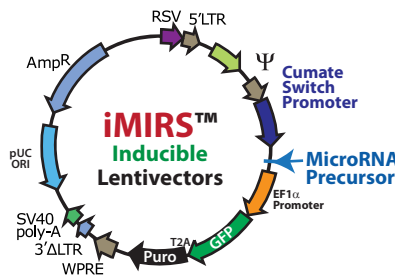 RSV
5'LTR
AmpR
Ψ
Cumate
Switch
Promoter
iMIRS™
Inducible
Lentivectors
pUC
ORI
MicroRNA
Precursor
EF1α
Promoter
SV40
poly-A
3'ΔLTR
WPRE
Puro
T2A
GFP